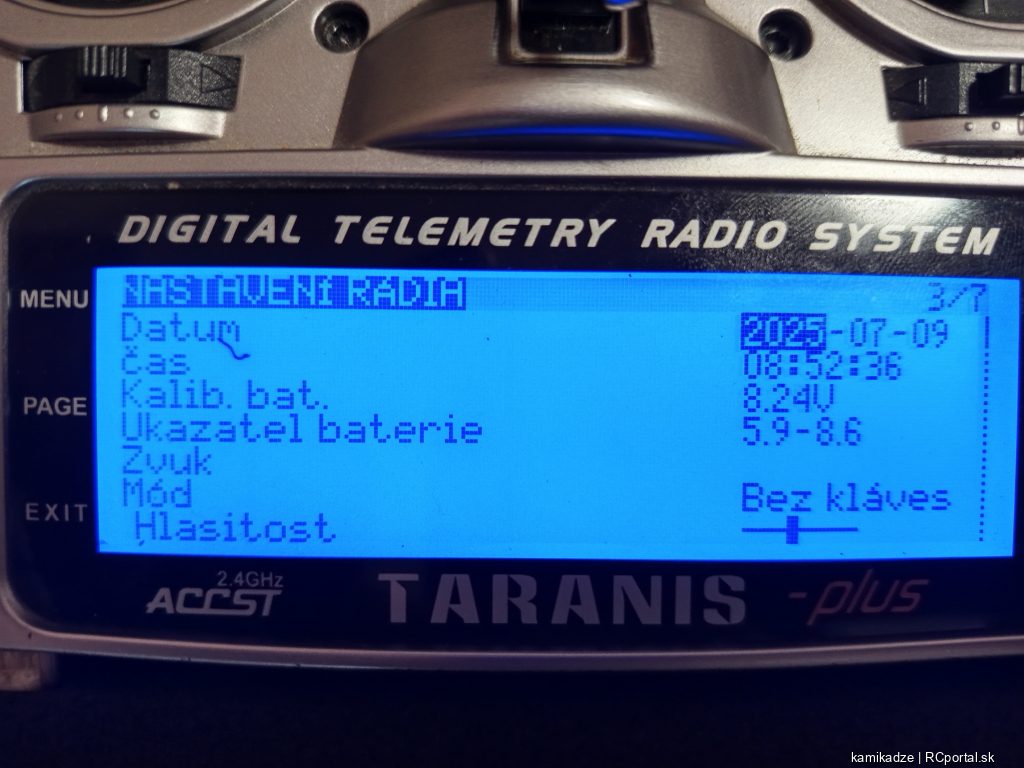 DIGITAL TELEMETRY RADIO SYSTEM
MENU
PAGE
EXIT
NASTAVENÍ RÁDIA 3/7
Datum 2025-07-09
Čas 08:52:36
Kalib. bat. 8.24V
Ukazatel baterie 5.9-8.6
Zvuk
Mód Bez kláves
Hlasitost
2.4GHz
ACCST
TARANIS -plus
kamikadze | RCportal.sk